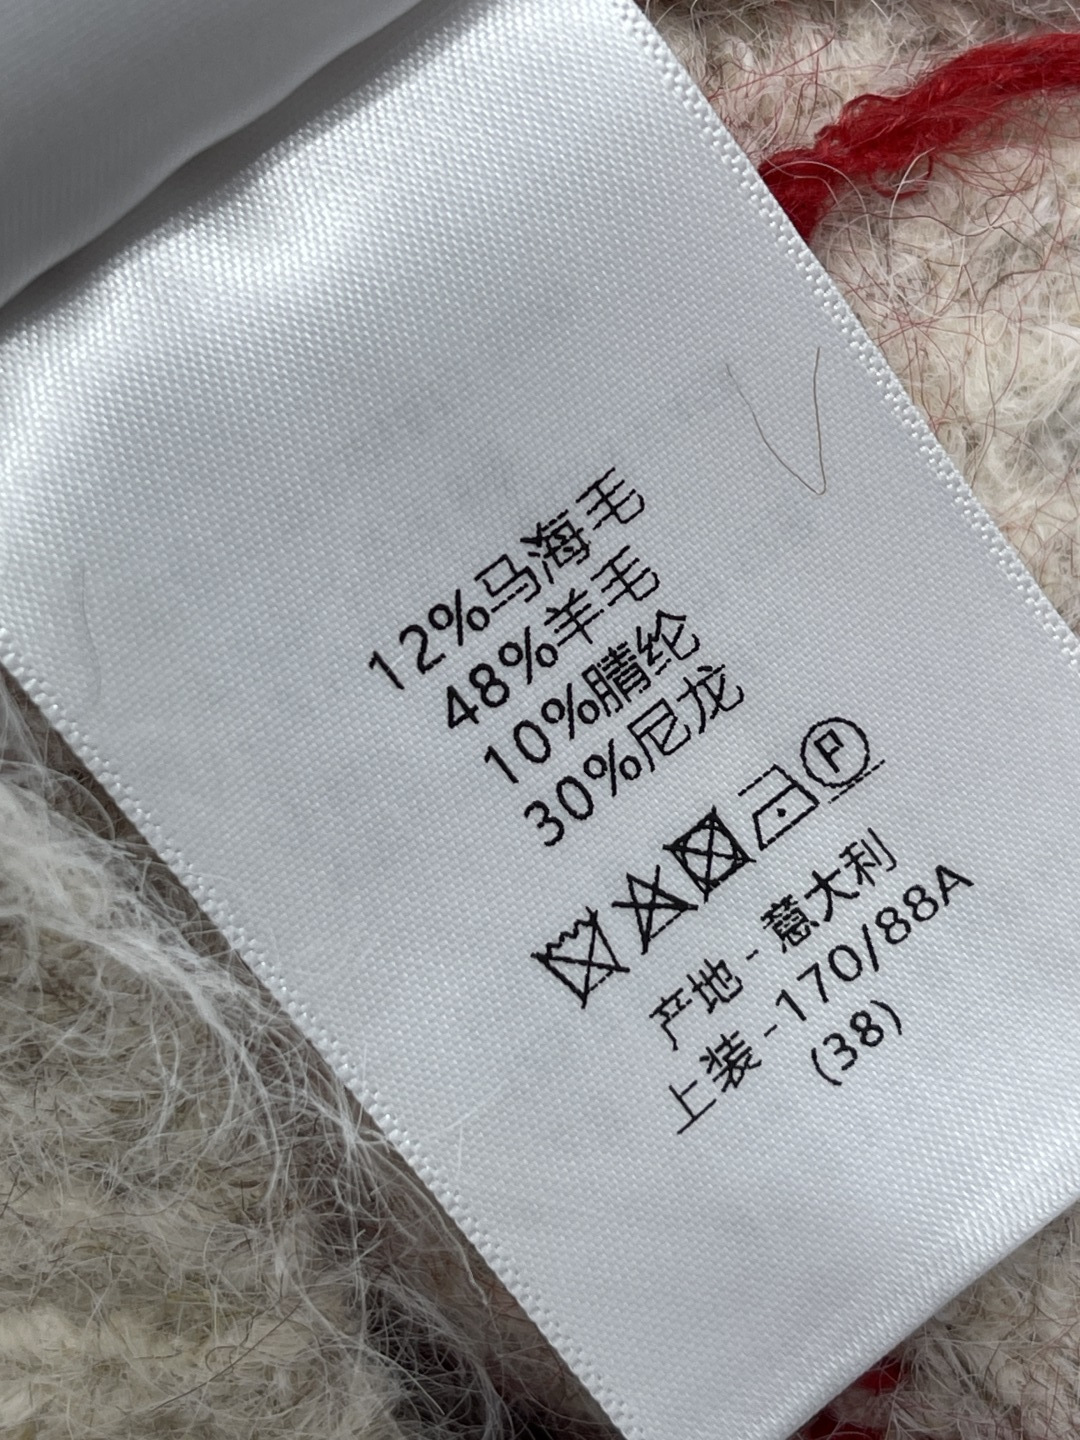 12%马海毛
48%羊毛
10%腈纶
30%尼龙
P
产地-意大利
上装-170/88A
(38)